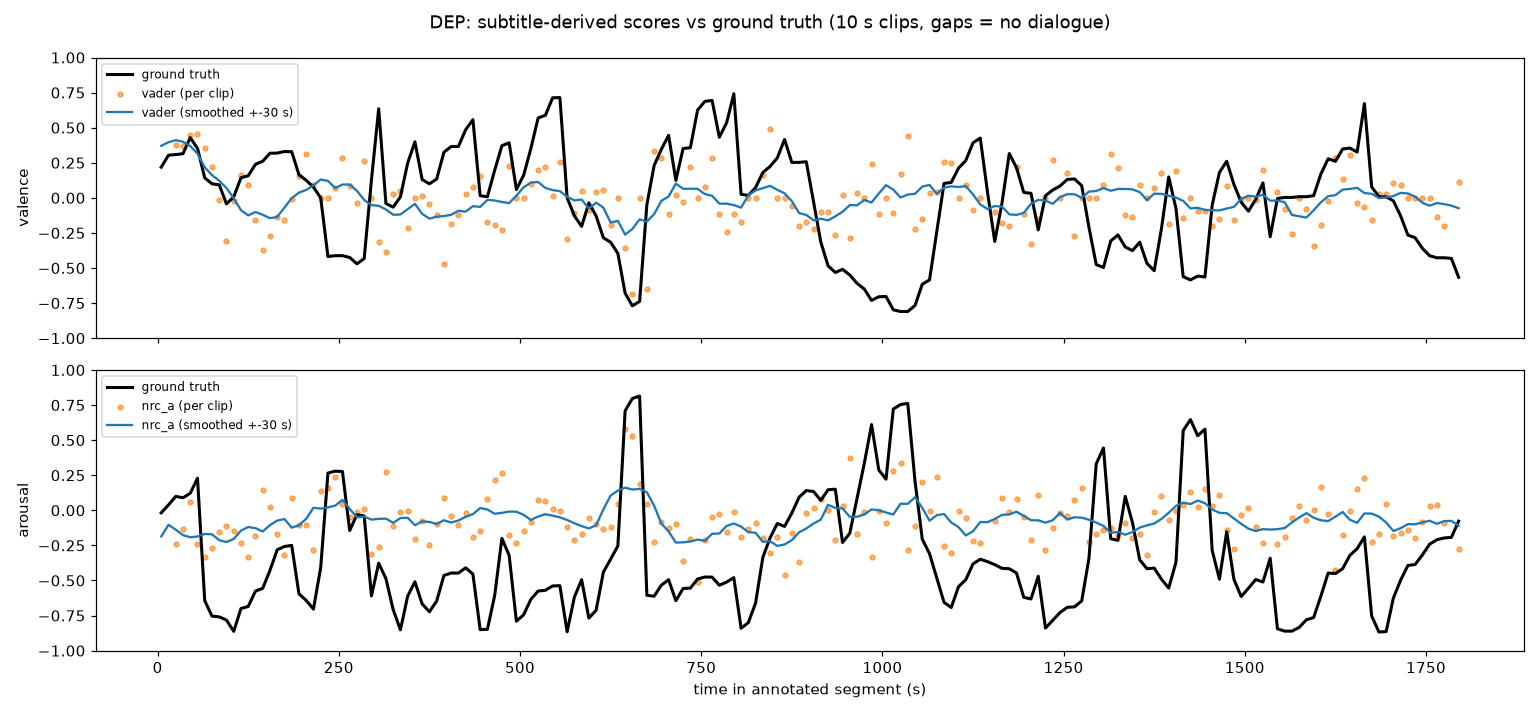 DEP: subtitle-derived scores vs ground truth (10 s clips, gaps = no dialogue)
1.00
0.75
0.50
0.25
0.00
−0.25
−0.50
−0.75
−1.00
valence
ground truth
vader (per clip)
vader (smoothed +-30 s)
1.00
0.75
0.50
0.25
0.00
−0.25
−0.50
−0.75
−1.00
arousal
ground truth
nrc_a (per clip)
nrc_a (smoothed +-30 s)
0 250 500 750 1000 1250 1500 1750
time in annotated segment (s)